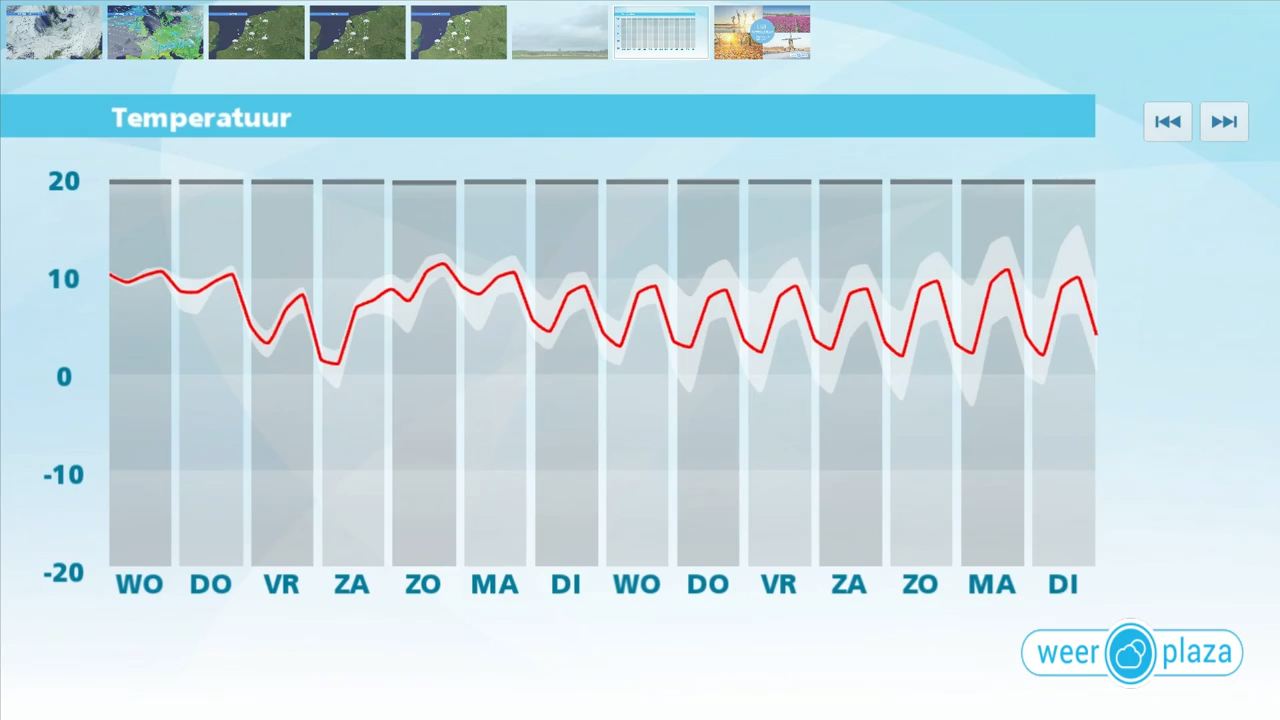 Temperatuur
20
10
0
-10
-20
WO DO VR ZA ZO MA DI WO DO VR ZA ZO MA DI
weer plaza